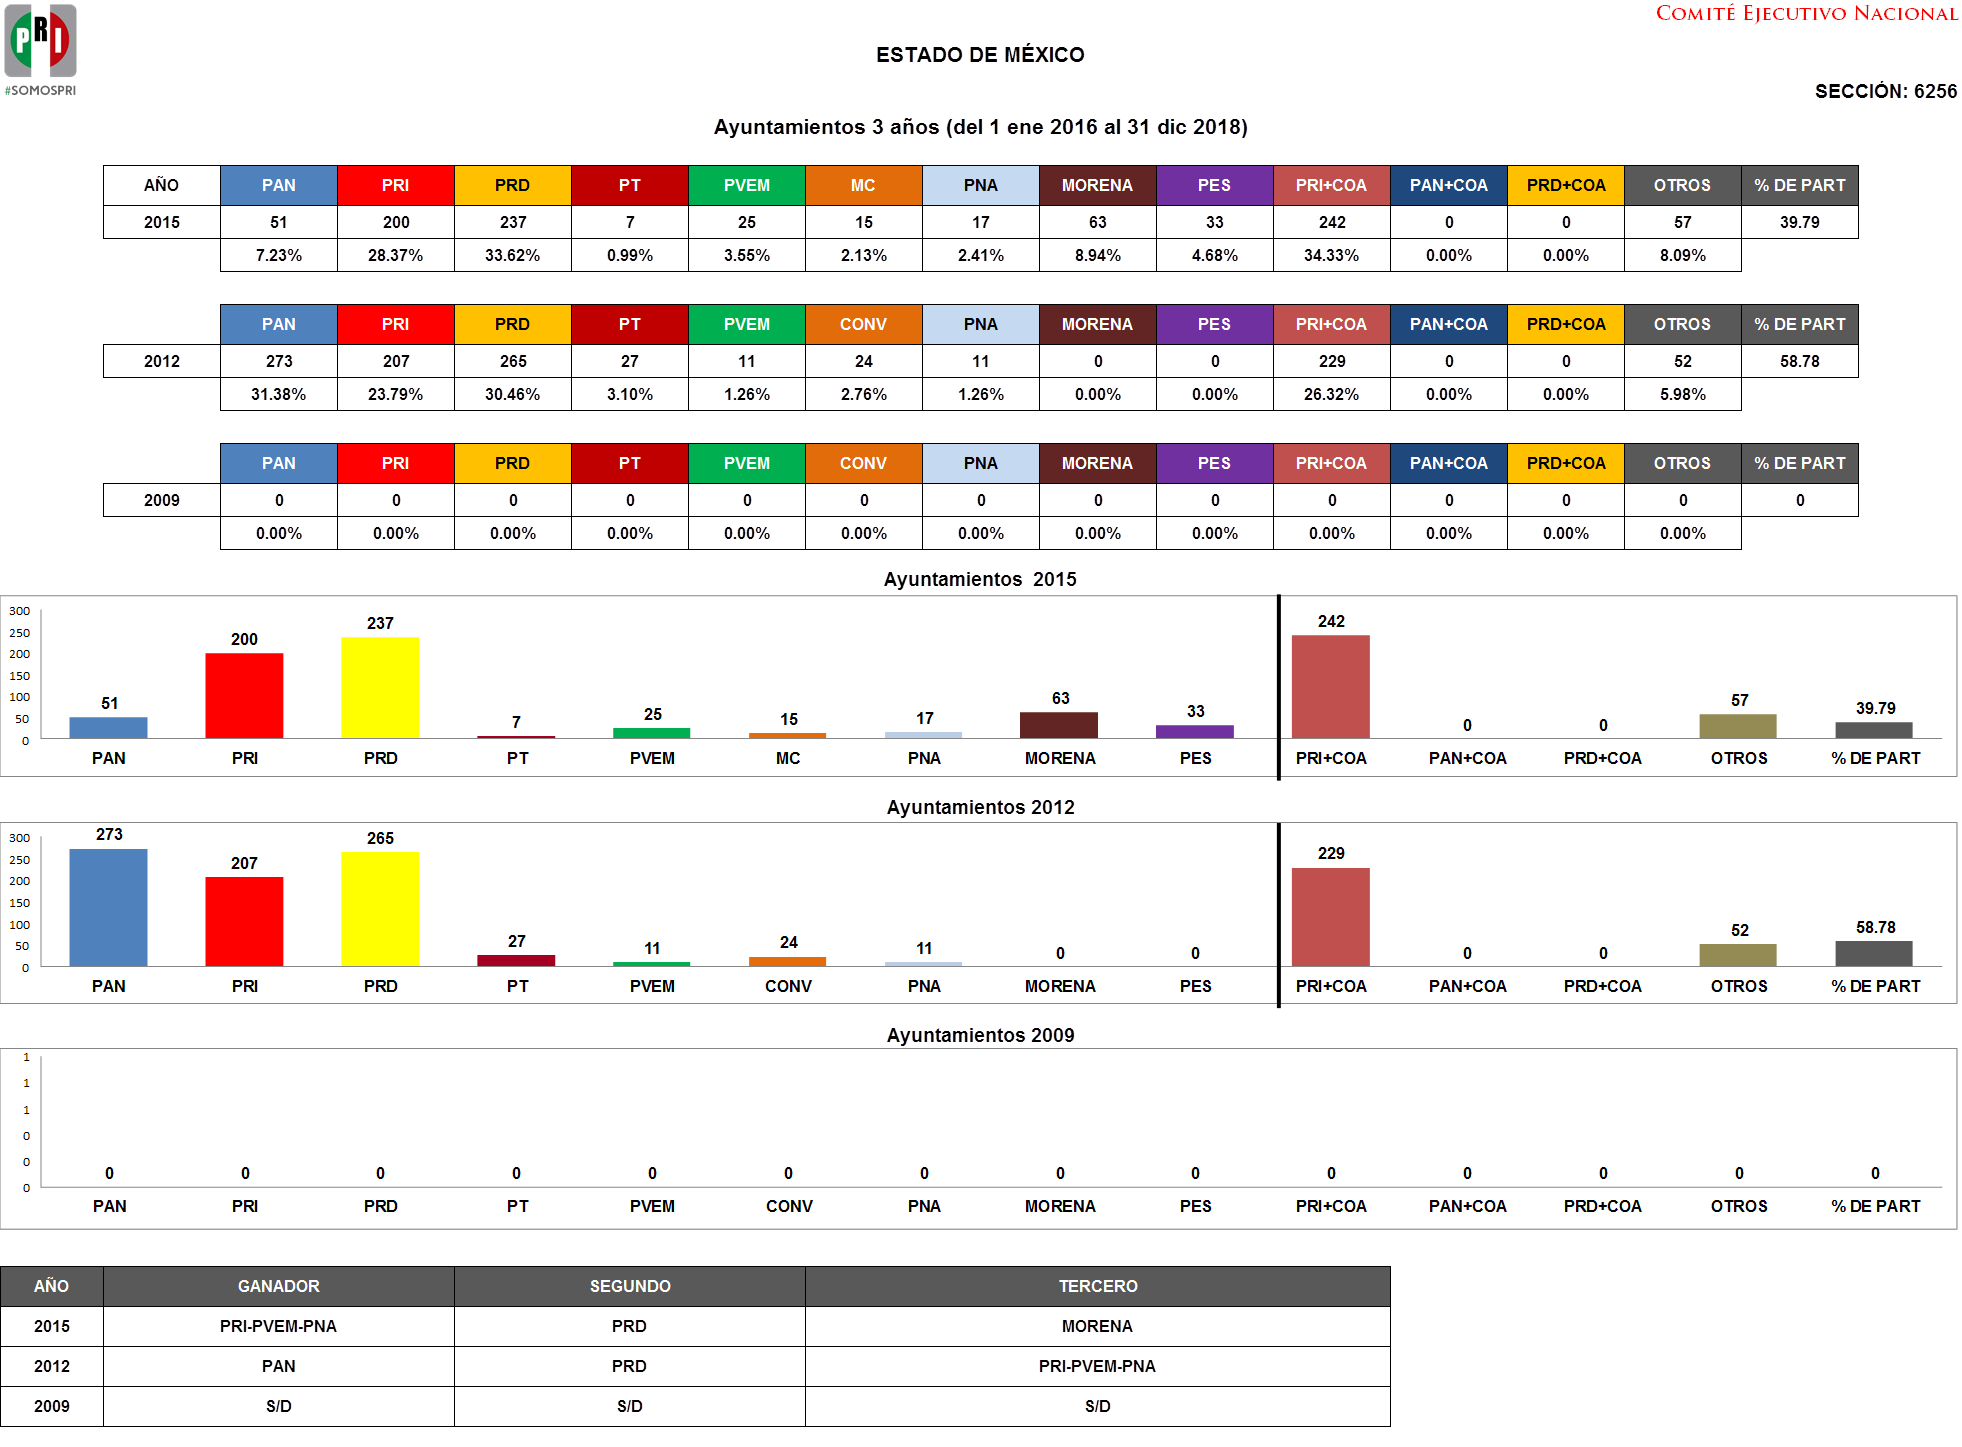 PRI
#SOMOSPRI
COMITÉ EJECUTIVO NACIONAL
ESTADO DE MÉXICO
SECCIÓN: 6256
Ayuntamientos 3 años (del 1 ene 2016 al 31 dic 2018)
AÑO PAN PRI PRD PT PVEM MC PNA MORENA PES PRI+COA PAN+COA PRD+COA OTROS % DE PART
2015 51 200 237 7 25 15 17 63 33 242 0 0 57 39.79
7.23% 28.37% 33.62% 0.99% 3.55% 2.13% 2.41% 8.94% 4.68% 34.33% 0.00% 0.00% 8.09%
PAN PRI PRD PT PVEM CONV PNA MORENA PES PRI+COA PAN+COA PRD+COA OTROS % DE PART
2012 273 207 265 27 11 24 11 0 0 229 0 0 52 58.78
31.38% 23.79% 30.46% 3.10% 1.26% 2.76% 1.26% 0.00% 0.00% 26.32% 0.00% 0.00% 5.98%
PAN PRI PRD PT PVEM CONV PNA MORENA PES PRI+COA PAN+COA PRD+COA OTROS % DE PART
2009 0 0 0 0 0 0 0 0 0 0 0 0 0 0
0.00% 0.00% 0.00% 0.00% 0.00% 0.00% 0.00% 0.00% 0.00% 0.00% 0.00% 0.00% 0.00%
Ayuntamientos 2015
300
250
200
150
100
50
0
51 200 237 7 25 15 17 63 33 242 0 0 57 39.79
PAN PRI PRD PT PVEM MC PNA MORENA PES PRI+COA PAN+COA PRD+COA OTROS % DE PART
Ayuntamientos 2012
300
250
200
150
100
50
0
273 207 265 27 11 24 11 0 0 229 0 0 52 58.78
PAN PRI PRD PT PVEM CONV PNA MORENA PES PRI+COA PAN+COA PRD+COA OTROS % DE PART
Ayuntamientos 2009
1
1
1
0
0
0
0 0 0 0 0 0 0 0 0 0 0 0 0 0
PAN PRI PRD PT PVEM CONV PNA MORENA PES PRI+COA PAN+COA PRD+COA OTROS % DE PART
AÑO GANADOR SEGUNDO TERCERO
2015 PRI-PVEM-PNA PRD MORENA
2012 PAN PRD PRI-PVEM-PNA
2009 S/D S/D S/D